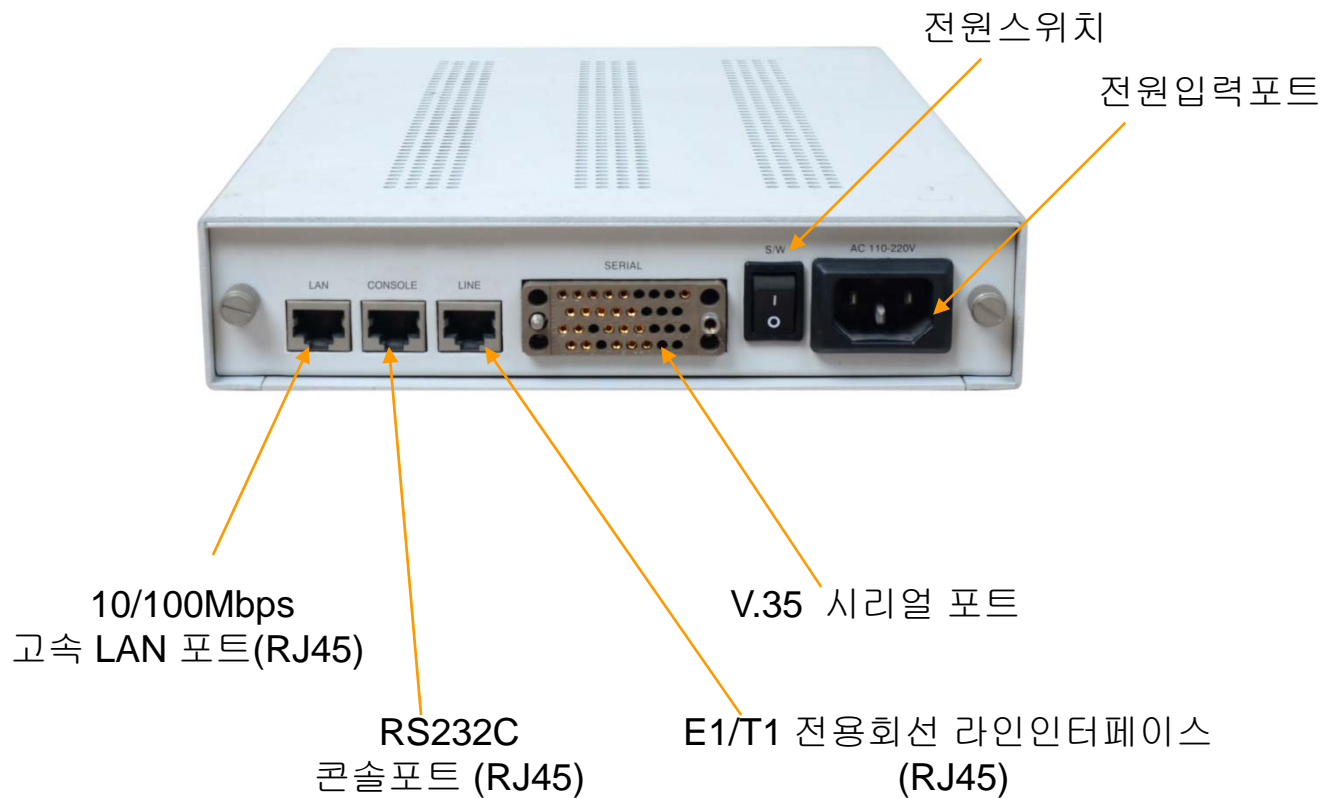 전원스위치
전원입력포트
S/W
AC 110-220V
SERIAL
LAN CONSOLE LINE
10/100Mbps
고속 LAN 포트(RJ45)
V.35 시리얼 포트
RS232C
콘솔포트 (RJ45)
E1/T1 전용회선 라인인터페이스
(RJ45)